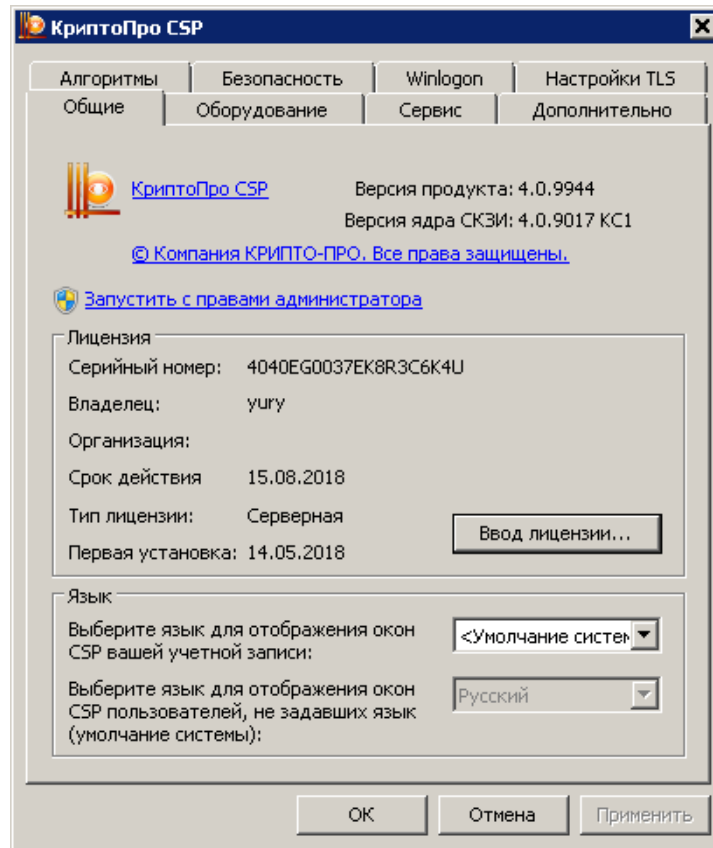 КриптоПро CSP
Алгоритмы Безопасность Winlogon Настройки TLS
Общие Оборудование Сервис Дополнительно
КриптоПро CSP Версия продукта: 4.0.9944
Версия ядра СКЗИ: 4.0.9017 КС1
© Компания КРИПТО-ПРО. Все права защищены.
Запустить с правами администратора
Лицензия
Серийный номер: 4040EG0037EK8R3C6K4U
Владелец: yury
Организация:
Срок действия 15.08.2018
Тип лицензии: Серверная
Ввод лицензии...
Первая установка: 14.05.2018
Язык
Выберите язык для отображения окон
CSP вашей учетной записи:
<Умолчание систем
Выберите язык для отображения окон
CSP пользователей, не задавших язык
(умолчание системы):
Русский
OK Отмена Применить